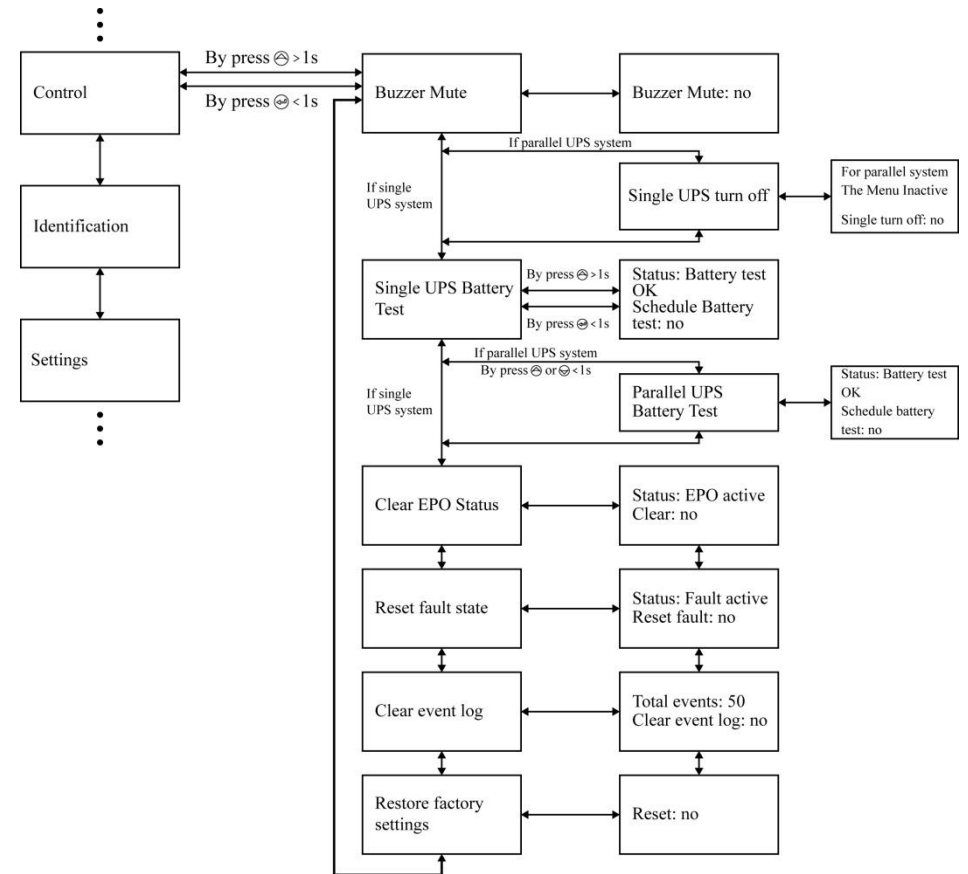 Control
By press >1s
By press <1s
Buzzer Mute
Buzzer Mute: no
If parallel UPS system
If single
UPS system
Single UPS turn off
For parallel system
The Menu Inactive
Single turn off: no
Identification
Single UPS Battery
Test
By press >1s
By press <1s
Status: Battery test
OK
Schedule Battery
test: no
Settings
If parallel UPS system
By press or <1s
If single
UPS system
Parallel UPS
Battery Test
Status: Battery test
OK
Schedule battery
test: no
Clear EPO Status
Status: EPO active
Clear: no
Reset fault state
Status: Fault active
Reset fault: no
Clear event log
Total events: 50
Clear event log: no
Restore factory
settings
Reset: no